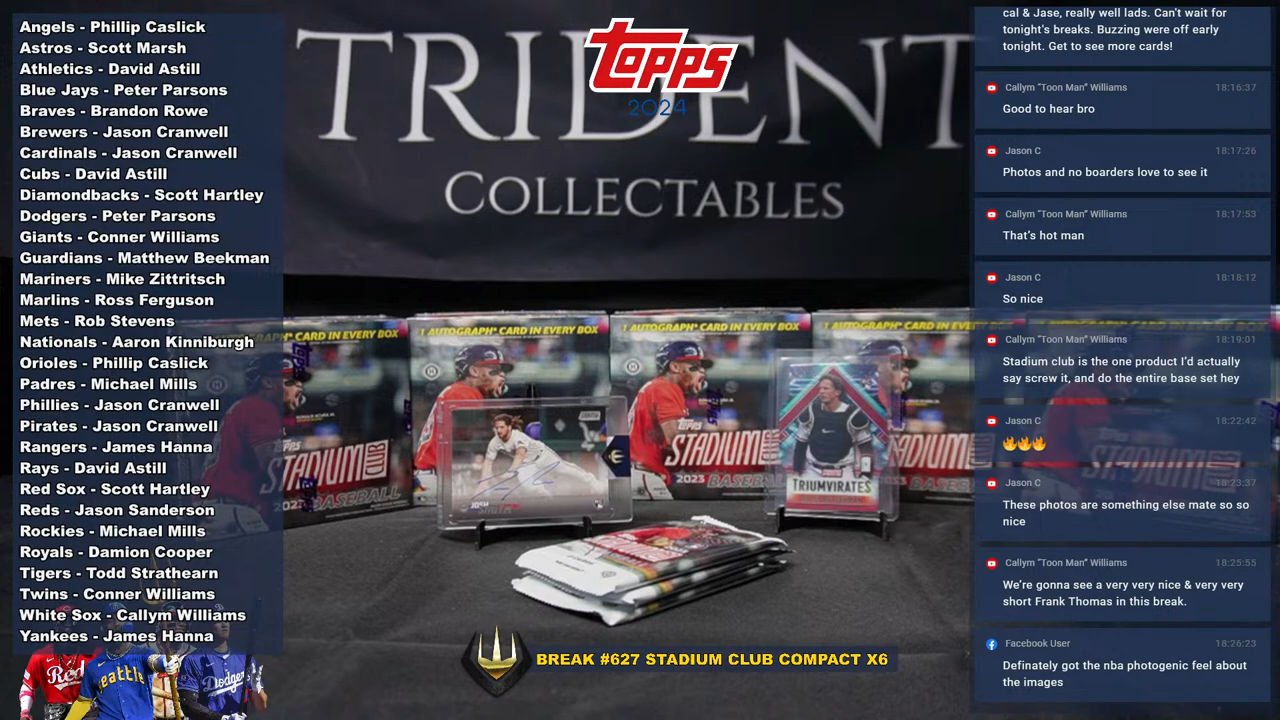 Angels - Phillip Caslick
Astros - Scott Marsh
Athletics - David Astill
Blue Jays - Peter Parsons
Braves - Brandon Rowe
Brewers - Jason Cranwell
Cardinals - Jason Cranwell
Cubs - David Astill
Diamondbacks - Scott Hartley
Dodgers - Peter Parsons
Giants - Conner Williams
Guardians - Matthew Beekman
Mariners - Mike Zittritsch
Marlins - Ross Ferguson
Mets - Rob Stevens
Nationals - Aaron Kinniburgh
Orioles - Phillip Caslick
Padres - Michael Mills
Phillies - Jason Cranwell
Pirates - Jason Cranwell
Rangers - James Hanna
Rays - David Astill
Red Sox - Scott Hartley
Reds - Jason Sanderson
Rockies - Michael Mills
Royals - Damion Cooper
Tigers - Todd Strathearn
Twins - Conner Williams
White Sox - Callym Williams
Yankees - James Hanna
Reds
seattle
Dodgers
TRIDENT
topps
2024
COLLECTABLES
1 AUTOGRAPH* CARD IN EVERY BOX
1 AUTOGRAPH* CARD IN EVERY BOX
1 AUTOGRAPH* CARD IN EVERY BOX
TOPPS STADIUM CLUB
2023 BASEBALL
TOPPS STADIUM CLUB
2023 BASEBALL
STADIUM CLUB
TRIUMVIRATES
BREAK #627 STADIUM CLUB COMPACT X6
cal & Jase, really well lads. Can't wait for
tonight's breaks. Buzzing were off early
tonight. Get to see more cards!
Callym "Toon Man" Williams 18:16:37
Good to hear bro
Jason C 18:17:26
Photos and no boarders love to see it
Callym "Toon Man" Williams 18:17:53
That's hot man
Jason C 18:18:12
So nice
Callym "Toon Man" Williams 18:19:01
Stadium club is the one product I'd actually
say screw it, and do the entire base set hey
Jason C 18:22:42
🔥🔥🔥
Jason C 18:23:37
These photos are something else mate so so
nice
Callym "Toon Man" Williams 18:25:55
We're gonna see a very very nice & very very
short Frank Thomas in this break.
Facebook User 18:26:23
Definately got the nba photogenic feel about
the images